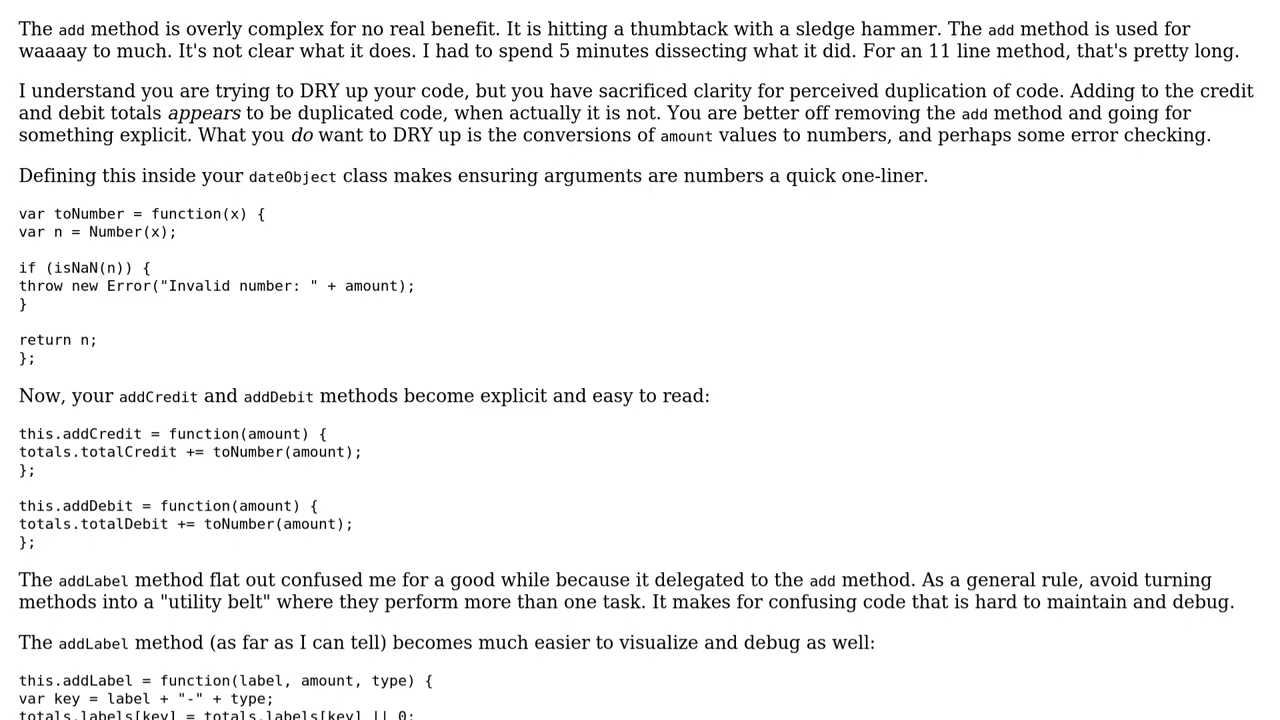 The add method is overly complex for no real benefit. It is hitting a thumbtack with a sledge hammer. The add method is used for
waaaay to much. It's not clear what it does. I had to spend 5 minutes dissecting what it did. For an 11 line method, that's pretty long.
I understand you are trying to DRY up your code, but you have sacrificed clarity for perceived duplication of code. Adding to the credit
and debit totals appears to be duplicated code, when actually it is not. You are better off removing the add method and going for
something explicit. What you do want to DRY up is the conversions of amount values to numbers, and perhaps some error checking.
Defining this inside your dateObject class makes ensuring arguments are numbers a quick one-liner.
var toNumber = function(x) {
var n = Number(x);
if (isNaN(n)) {
throw new Error("Invalid number: " + amount);
}
return n;
};
Now, your addCredit and addDebit methods become explicit and easy to read:
this.addCredit = function(amount) {
totals.totalCredit += toNumber(amount);
};
this.addDebit = function(amount) {
totals.totalDebit += toNumber(amount);
};
The addLabel method flat out confused me for a good while because it delegated to the add method. As a general rule, avoid turning
methods into a "utility belt" where they perform more than one task. It makes for confusing code that is hard to maintain and debug.
The addLabel method (as far as I can tell) becomes much easier to visualize and debug as well:
this.addLabel = function(label, amount, type) {
var key = label + "-" + type;
totals.labels[key] = totals.labels[key] || 0;